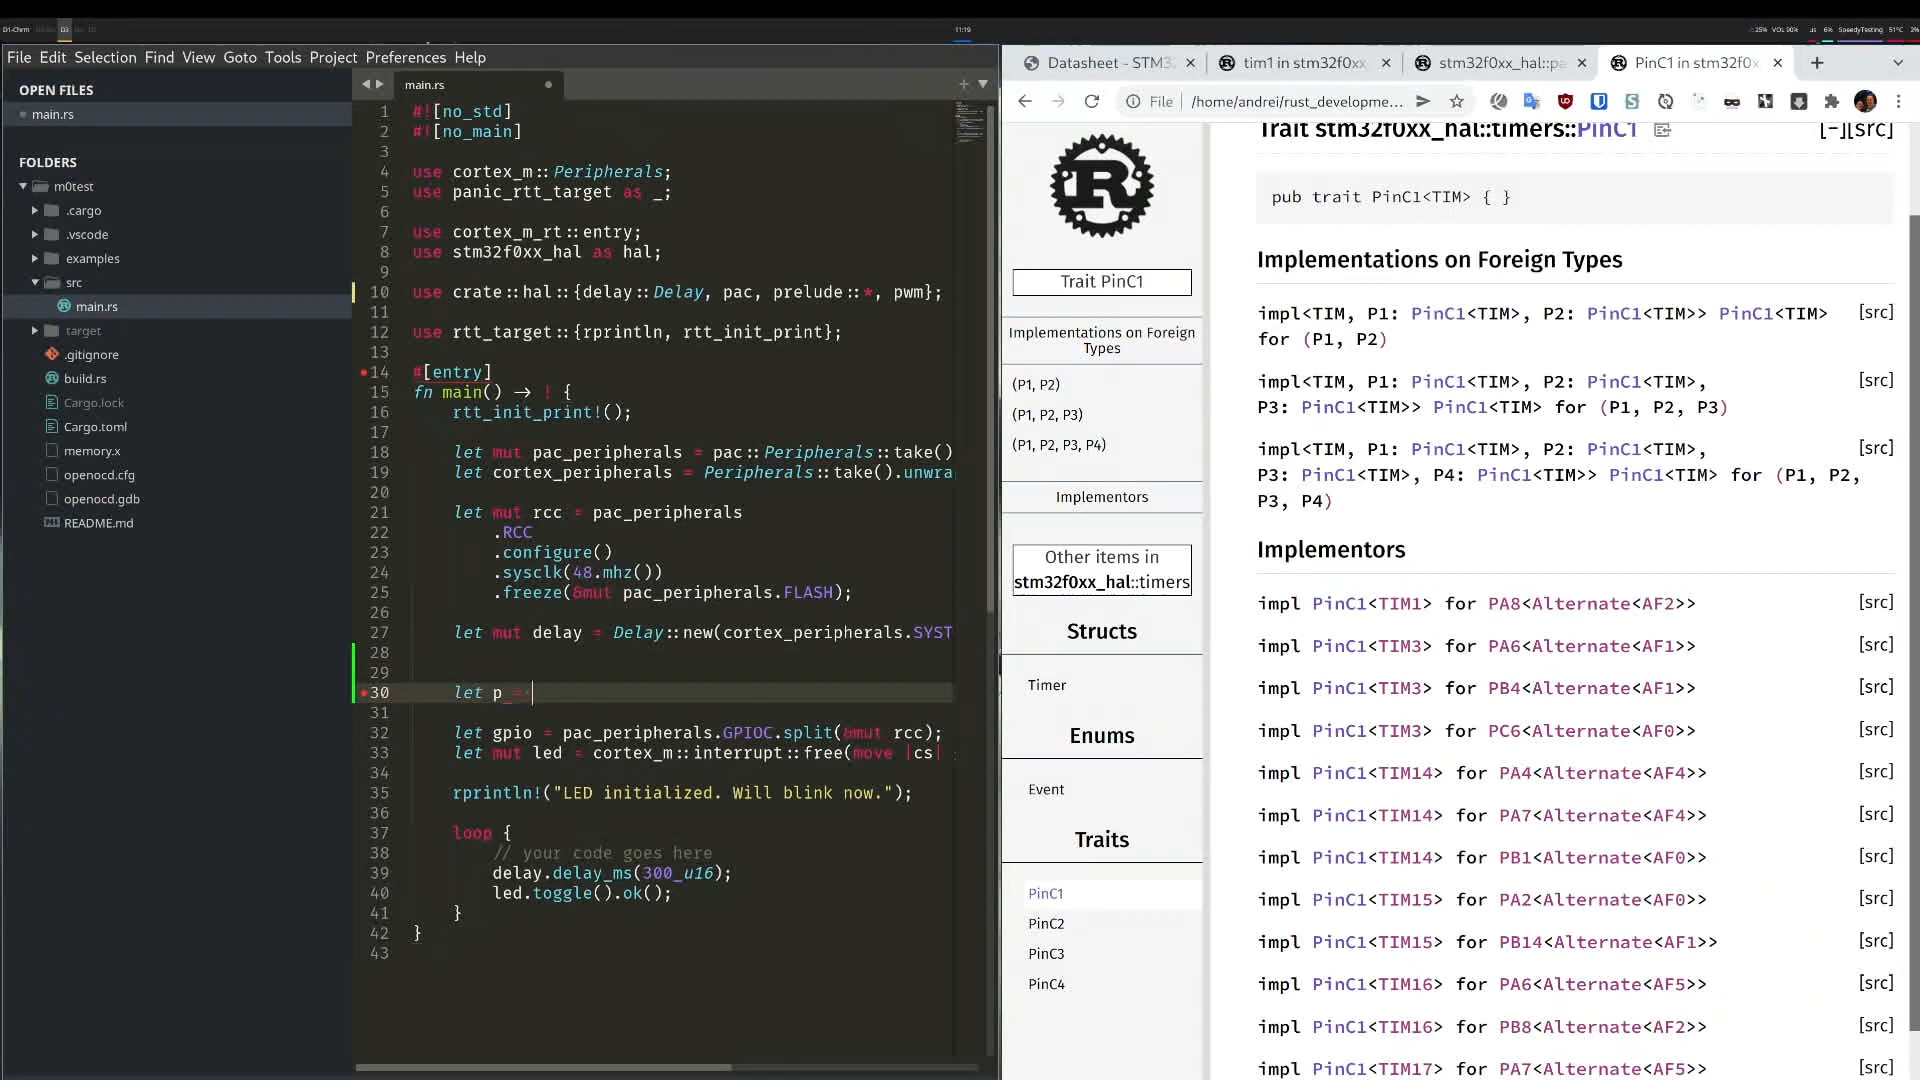 D1-Chrm
D3
11:19
25%
VOL 90%
6%
SpeedyTesting
51°C
File Edit Selection Find View Goto Tools Project Preferences Help
OPEN FILES
main.rs
FOLDERS
m0test
.cargo
.vscode
examples
src
main.rs
target
.gitignore
build.rs
Cargo.lock
Cargo.toml
memory.x
openocd.cfg
openocd.gdb
README.md
main.rs
1 #![no_std]
2 #![no_main]
3
4 use cortex_m::Peripherals;
5 use panic_rtt_target as _;
6
7 use cortex_m_rt::entry;
8 use stm32f0xx_hal as hal;
9
10 use crate::hal::{delay::Delay, pac, prelude::*, pwm};
11
12 use rtt_target::{rprintln, rtt_init_print};
13
14 #[entry]
15 fn main() -> ! {
16 rtt_init_print!();
17
18 let mut pac_peripherals = pac::Peripherals::take()
19 let cortex_peripherals = Peripherals::take().unwra
20
21 let mut rcc = pac_peripherals
22 .RCC
23 .configure()
24 .sysclk(48.mhz())
25 .freeze(&mut pac_peripherals.FLASH);
26
27 let mut delay = Delay::new(cortex_peripherals.SYST
28
29
30 let p =
31
32 let gpio = pac_peripherals.GPIOC.split(&mut rcc);
33 let mut led = cortex_m::interrupt::free(move |cs|
34
35 rprintln!("LED initialized. Will blink now.");
36
37 loop {
38 // your code goes here
39 delay.delay_ms(300_u16);
40 led.toggle().ok();
41 }
42 }
43
Datasheet - STM32
tim1 in stm32f0xx
stm32f0xx_hal::pa
PinC1 in stm32f0x
File
/home/andrei/rust_developme...
Trait PinC1
Implementations on Foreign
Types
(P1, P2)
(P1, P2, P3)
(P1, P2, P3, P4)
Implementors
Other items in
stm32f0xx_hal::timers
Structs
Timer
Enums
Event
Traits
PinC1
PinC2
PinC3
PinC4
Trait stm32f0xx_hal::timers::PinC1 [-][src]
pub trait PinC1<TIM> { }
Implementations on Foreign Types
impl<TIM, P1: PinC1<TIM>, P2: PinC1<TIM>> PinC1<TIM> [src]
for (P1, P2)
impl<TIM, P1: PinC1<TIM>, P2: PinC1<TIM>, [src]
P3: PinC1<TIM>> PinC1<TIM> for (P1, P2, P3)
impl<TIM, P1: PinC1<TIM>, P2: PinC1<TIM>, [src]
P3: PinC1<TIM>, P4: PinC1<TIM>> PinC1<TIM> for (P1, P2,
P3, P4)
Implementors
impl PinC1<TIM1> for PA8<Alternate<AF2>> [src]
impl PinC1<TIM3> for PA6<Alternate<AF1>> [src]
impl PinC1<TIM3> for PB4<Alternate<AF1>> [src]
impl PinC1<TIM3> for PC6<Alternate<AF0>> [src]
impl PinC1<TIM14> for PA4<Alternate<AF4>> [src]
impl PinC1<TIM14> for PA7<Alternate<AF4>> [src]
impl PinC1<TIM14> for PB1<Alternate<AF0>> [src]
impl PinC1<TIM15> for PA2<Alternate<AF0>> [src]
impl PinC1<TIM15> for PB14<Alternate<AF1>> [src]
impl PinC1<TIM16> for PA6<Alternate<AF5>> [src]
impl PinC1<TIM16> for PB8<Alternate<AF2>> [src]
impl PinC1<TIM17> for PA7<Alternate<AF5>> [src]